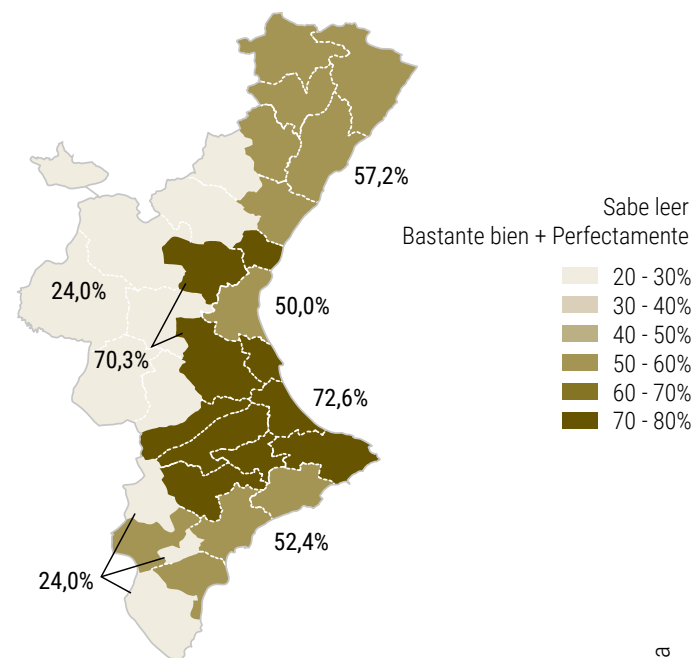 57,2%
Sabe leer
Bastante bien + Perfectamente
20 - 30%
30 - 40%
40 - 50%
50 - 60%
60 - 70%
70 - 80%
24,0%
50,0%
70,3%
72,6%
52,4%
24,0%
a